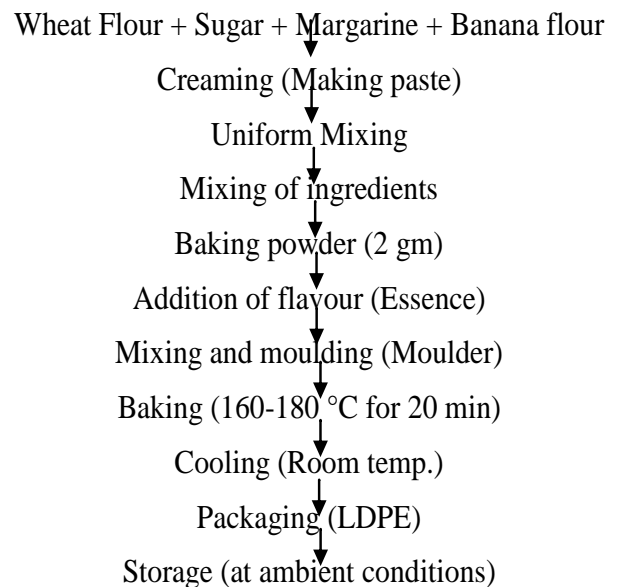 Wheat Flour + Sugar + Margarine + Banana flour
Creaming (Making paste)
Uniform Mixing
Mixing of ingredients
Baking powder (2 gm)
Addition of flavour (Essence)
Mixing and moulding (Moulder)
Baking (160-180 °C for 20 min)
Cooling (Room temp.)
Packaging (LDPE)
Storage (at ambient conditions)